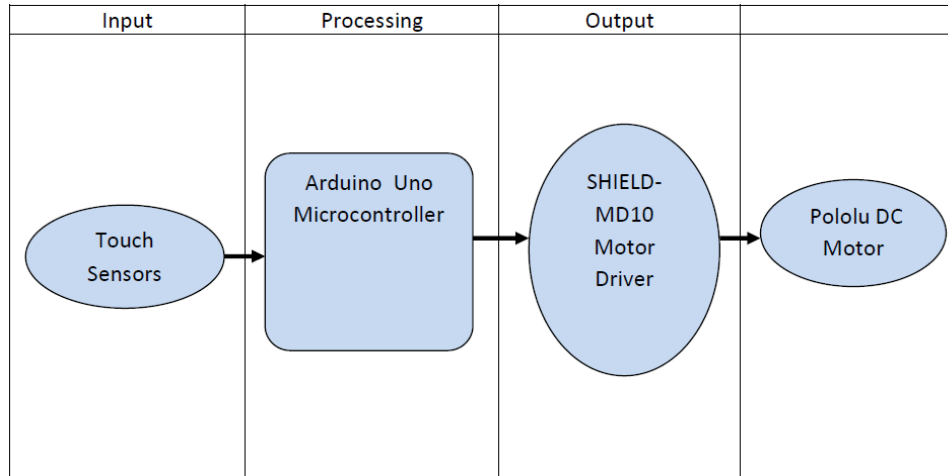 Input
Processing
Output
Touch
Sensors
Arduino Uno
Microcontroller
SHIELD-
MD10
Motor
Driver
Pololu DC
Motor